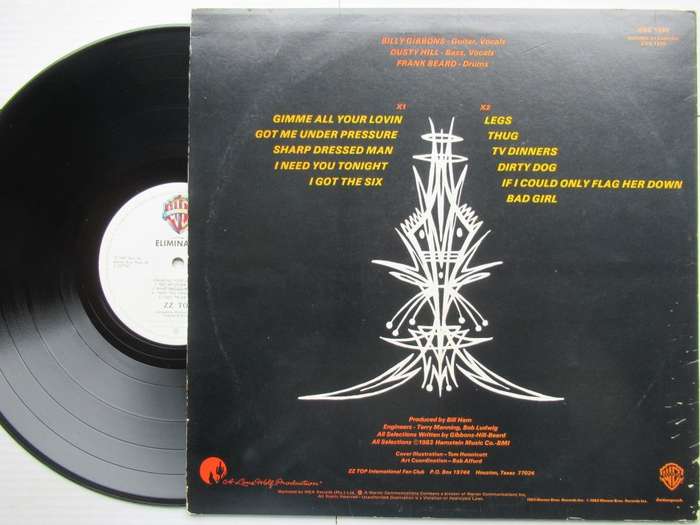 BILLY GIBBONS - Guitar, Vocals
DUSTY HILL - Bass, Vocals
FRANK BEARD - Drums
X1
GIMME ALL YOUR LOVIN
GOT ME UNDER PRESSURE
SHARP DRESSED MAN
I NEED YOU TONIGHT
I GOT THE SIX
X2
LEGS
THUG
TV DINNERS
DIRTY DOG
IF I COULD ONLY FLAG HER DOWN
BAD GIRL
ELIMINA
ZZ TO
Produced by Bill Ham
Engineers - Terry Manning, Bob Ludwig
All Selections Written by Gibbons-Hill-Beard
All Selections ©1983 Hamstein Music Co.-BMI
Cover Illustration - Tom Hunnicutt
Art Coordination - Bob Alford
ZZ TOP International Fan Club P.O. Box 19744 Houston, Texas 77024
A Lone Wolf Production